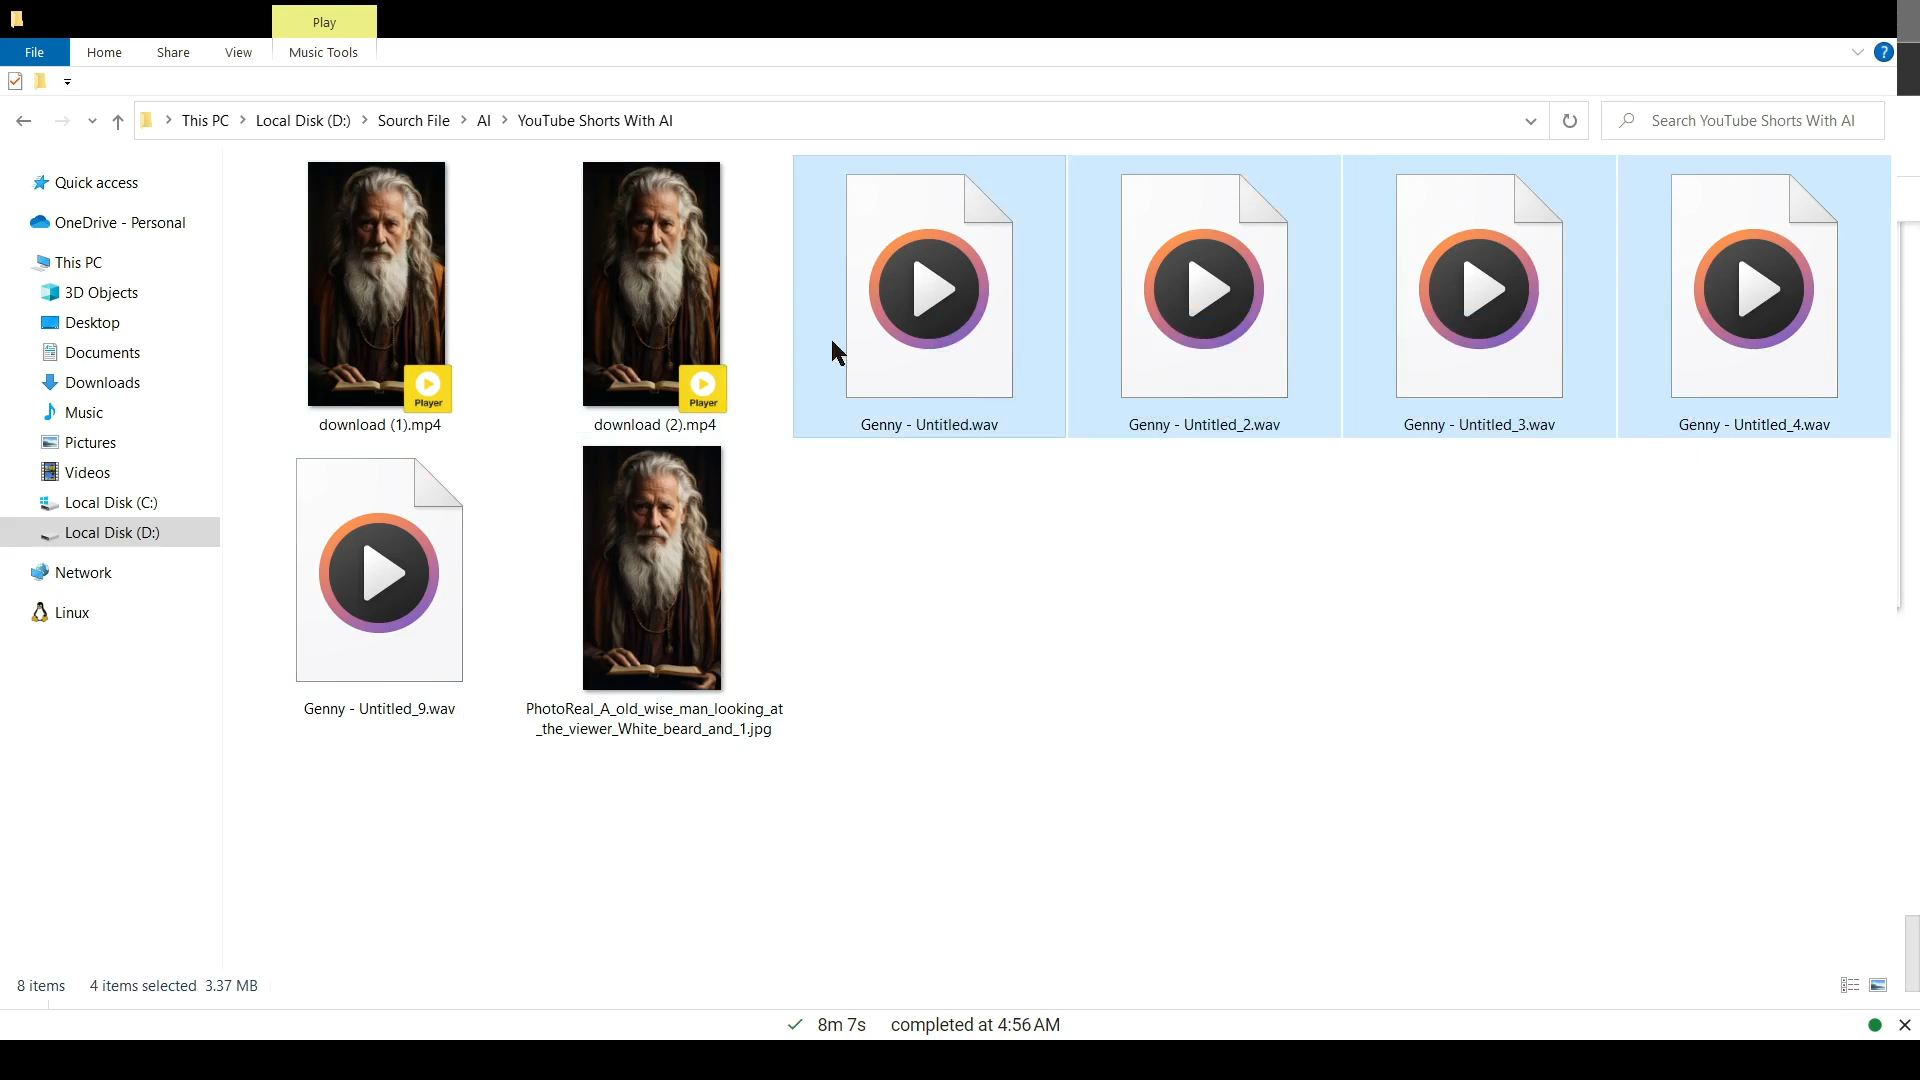 Play
File
Home
Share
View
Music Tools
?
This PC
Local Disk (D:)
Sourch File
AI
YouTube Shorts With AI
Search YouTube Shorts With AI
Quick access
OneDrive - Personal
This PC
3D Objects
Desktop
Documents
Downloads
Music
Pictures
Videos
Local Disk (C:)
Local Disk (D:)
Network
Linux
Player
download (1).mp4
Player
download (2).mp4
Genny - Untitled.wav
Genny - Untitled_2.wav
Genny - Untitled_3.wav
Genny - Untitled_4.wav
Genny - Untitled_9.wav
PhotoReal_A_old_wise_man_looking_at
_the_viewer_White_beard_and_1.jpg
8 items
4 items selected 3.37 MB
8m 7s
completed at 4:56 AM